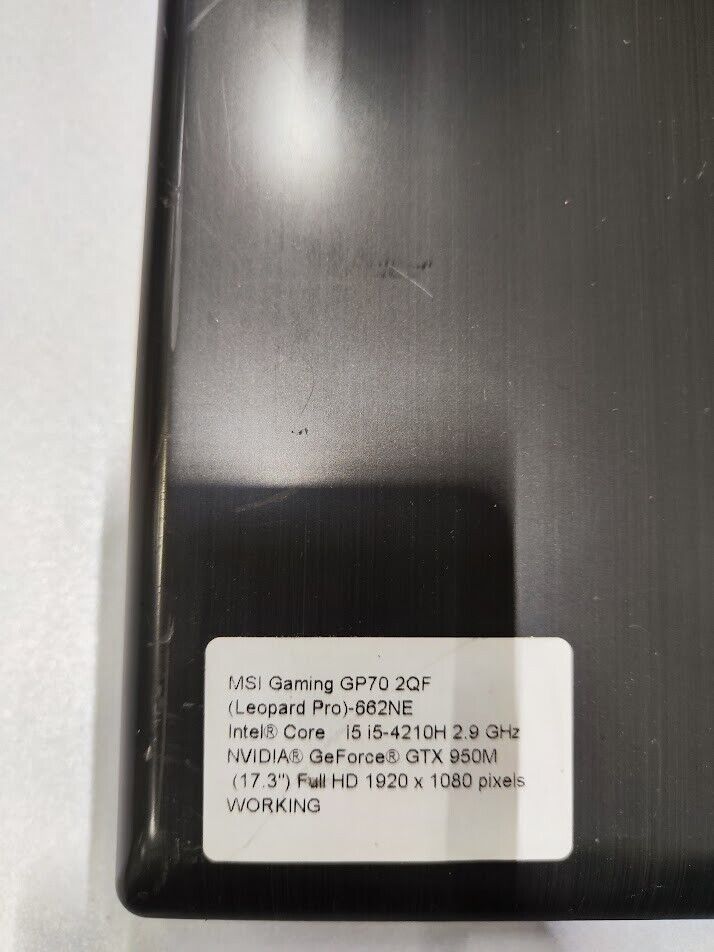 MSI Gaming GP70 2QF
(Leopard Pro)-662NE
Intel® Core I5 i5-4210H 2.9 GHz
NVIDIA® GeForce® GTX 950M
(17.3") Full HD 1920 x 1080 pixels
WORKING